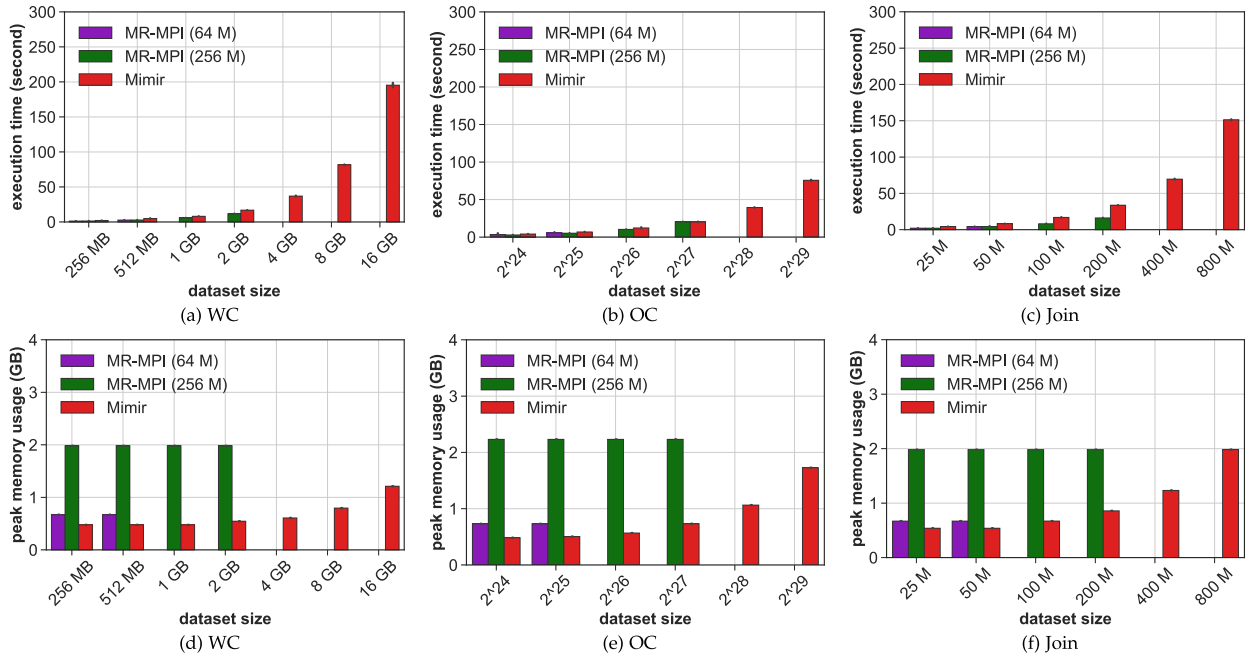 300
250
200
150
100
50
0
execution time (second)
MR-MPI (64 M)
MR-MPI (256 M)
Mimir
256 MB
512 MB
1 GB
2 GB
4 GB
8 GB
16 GB
dataset size
(a) WC
300
250
200
150
100
50
0
execution time (second)
MR-MPI (64 M)
MR-MPI (256 M)
Mimir
2^24
2^25
2^26
2^27
2^28
2^29
dataset size
(b) OC
300
250
200
150
100
50
0
execution time (second)
MR-MPI (64 M)
MR-MPI (256 M)
Mimir
25 M
50 M
100 M
200 M
400 M
800 M
dataset size
(c) Join
4
3
2
1
0
peak memory usage (GB)
MR-MPI (64 M)
MR-MPI (256 M)
Mimir
256 MB
512 MB
1 GB
2 GB
4 GB
8 GB
16 GB
dataset size
(d) WC
4
3
2
1
0
peak memory usage (GB)
MR-MPI (64 M)
MR-MPI (256 M)
Mimir
2^24
2^25
2^26
2^27
2^28
2^29
dataset size
(e) OC
4
3
2
1
0
peak memory usage (GB)
MR-MPI (64 M)
MR-MPI (256 M)
Mimir
25 M
50 M
100 M
200 M
400 M
800 M
dataset size
(f) Join